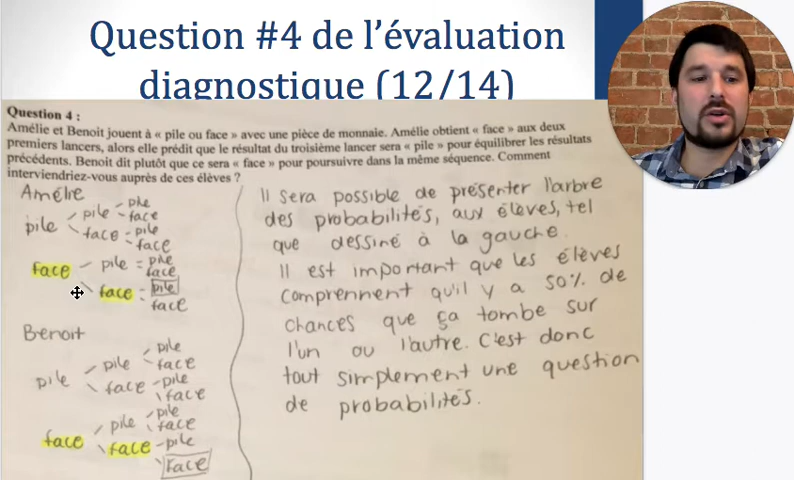 Question #4 de l'évaluation
diagnostique (12/14)
Question 4 :
Amélie et Benoit jouent à « pile ou face » avec une pièce de monnaie. Amélie obtient « face » aux deux
premiers lancers, alors elle prédit que le résultat du troisième lancer sera « pile » pour équilibrer les résultats
précédents. Benoit dit plutôt que ce sera « face » pour poursuivre dans la même séquence. Comment
interviendriez-vous auprès de ces élèves ?
Amélie
pile
pile
pile
face
face
pile
face
face
pile
pile
face
face
pile
face
Benoit
pile
pile
pile
face
face
pile
face
face
pile
pile
face
face
pile
face
Il sera possible de présenter l'arbre
des probabilités, aux élèves, tel
que dessiné à la gauche.
Il est important que les élèves
comprennent qu'il y a 50% de
chances que ça tombe sur
l'un ou l'autre. C'est donc
tout simplement une question
de probabilités.